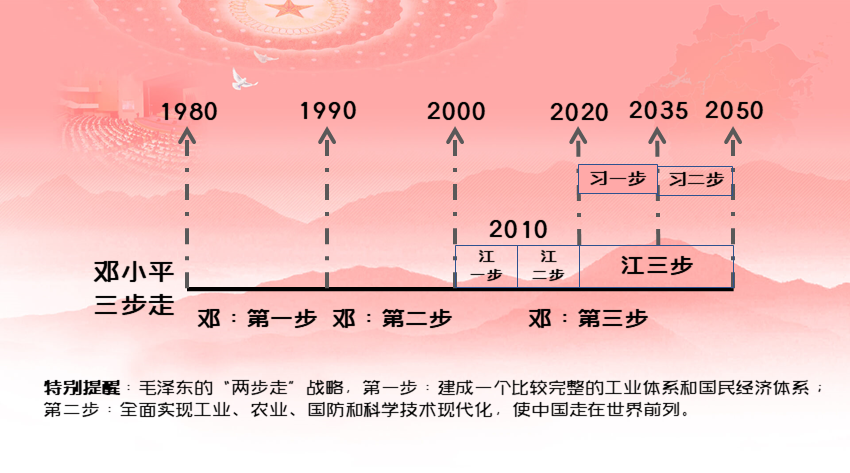 1980 1990 2000 2020 2035 2050
习一步 习二步
2010
江 江
一步 二步 江三步
邓小平
三步走
邓：第一步 邓：第二步 邓：第三步
特别提醒：毛泽东的“两步走”战略，第一步：建成一个比较完整的工业体系和国民经济体系；
第二步：全面实现工业、农业、国防和科学技术现代化，使中国走在世界前列。